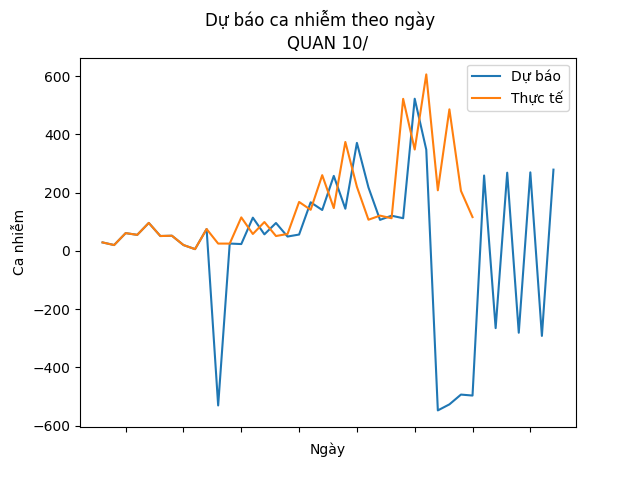 Dự báo ca nhiễm theo ngày
QUAN 10/
Dự báo
Thực tế
600
400
200
0
−200
−400
−600
Ca nhiễm
Ngày